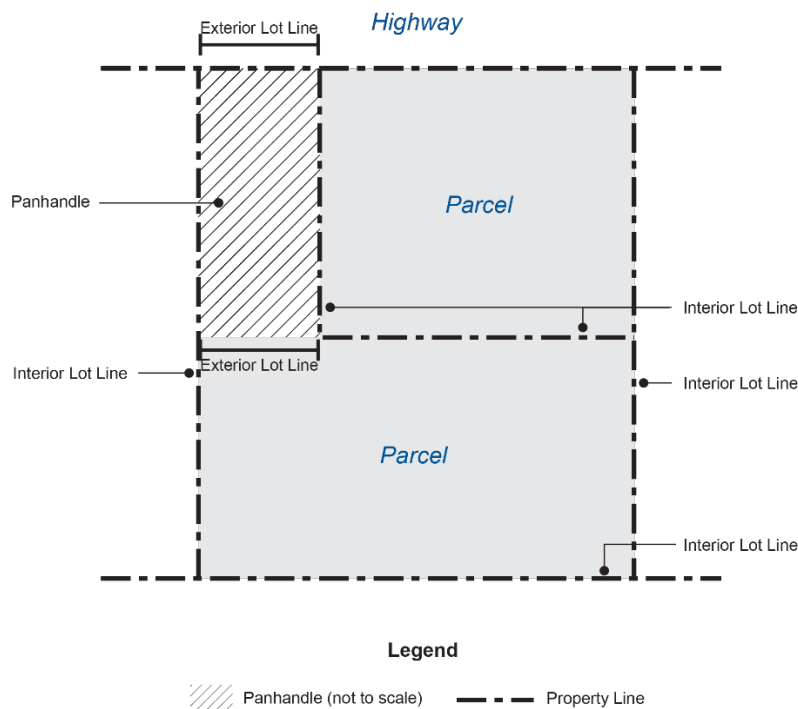 Highway
Exterior Lot Line
Panhandle
Parcel
Interior Lot Line
Exterior Lot Line
Interior Lot Line
Interior Lot Line
Parcel
Interior Lot Line
Legend
Panhandle (not to scale)
Property Line